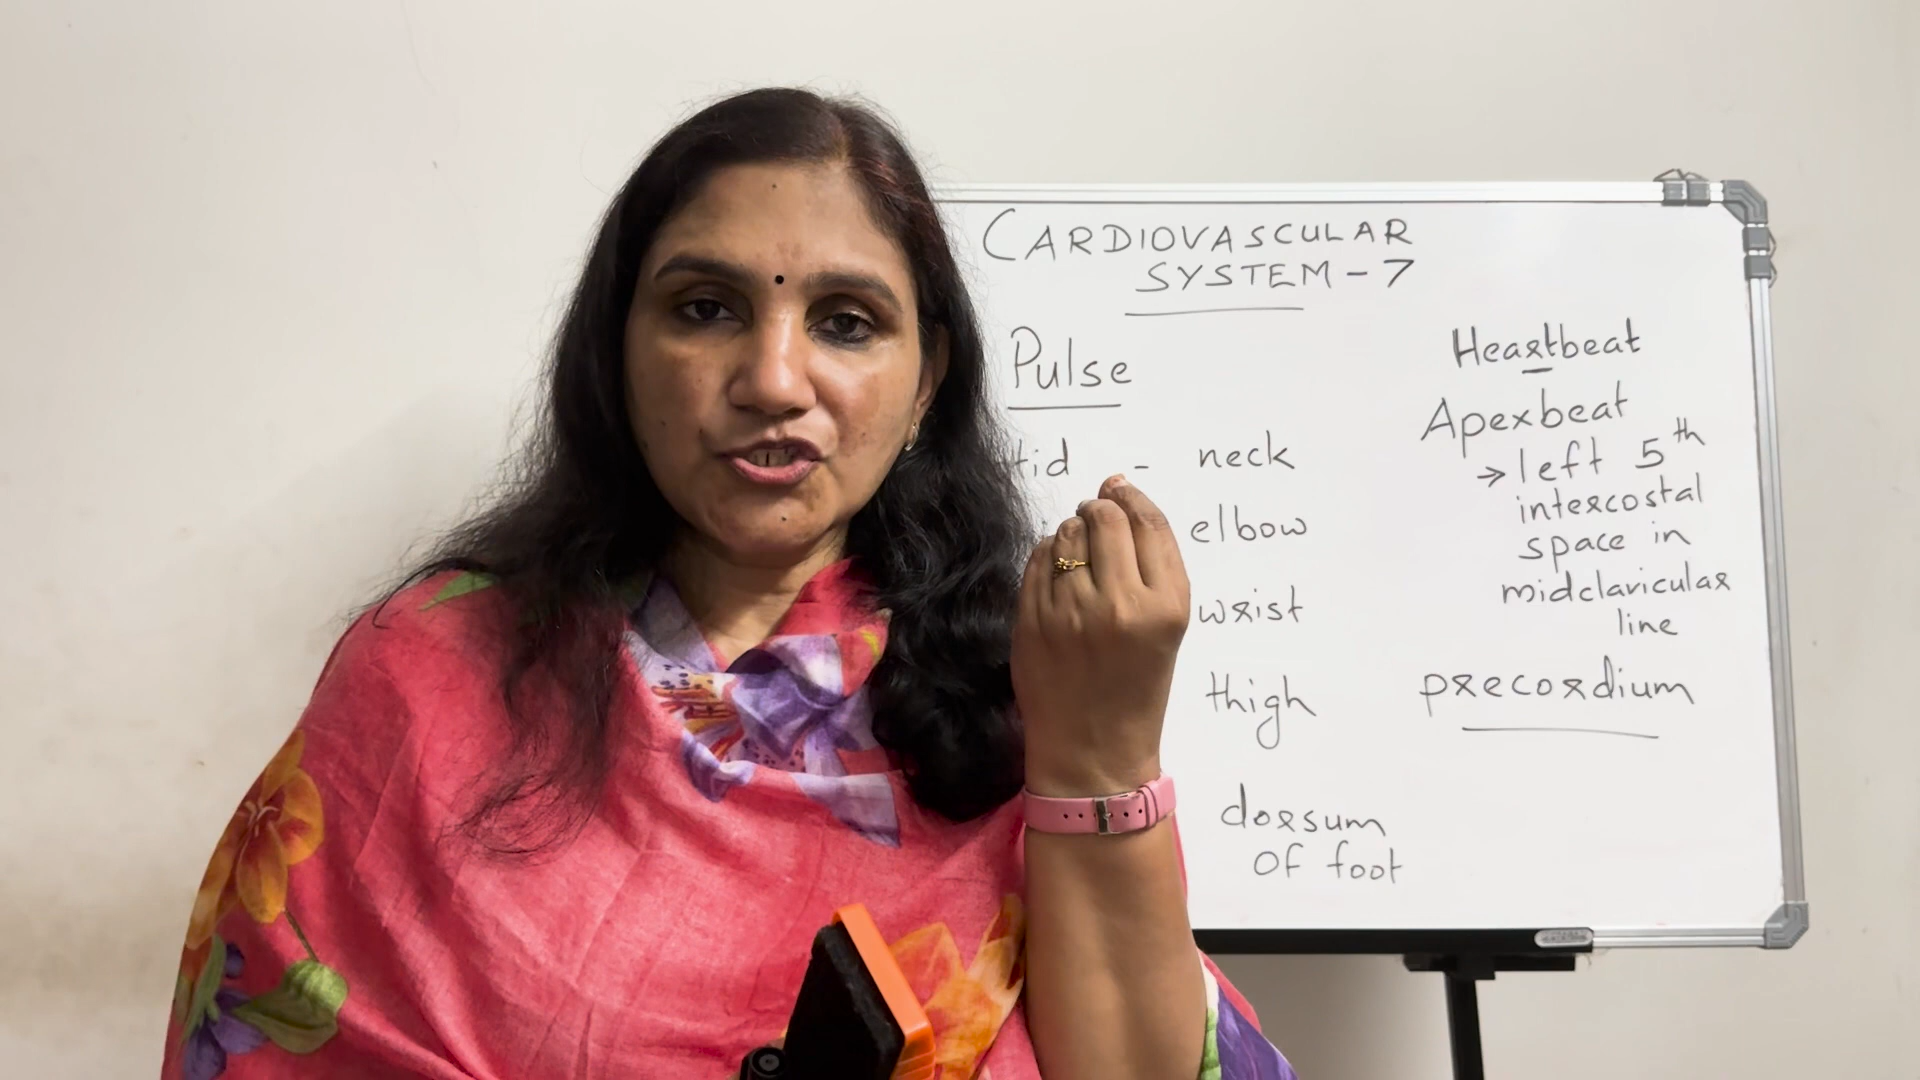 CARDIOVASCULAR
SYSTEM - 7
Pulse
tid - neck
elbow
wrist
thigh
dorsum
Of foot
Heartbeat
Apexbeat
→ left 5th
intercostal
space in
midclavicular
line
precordium